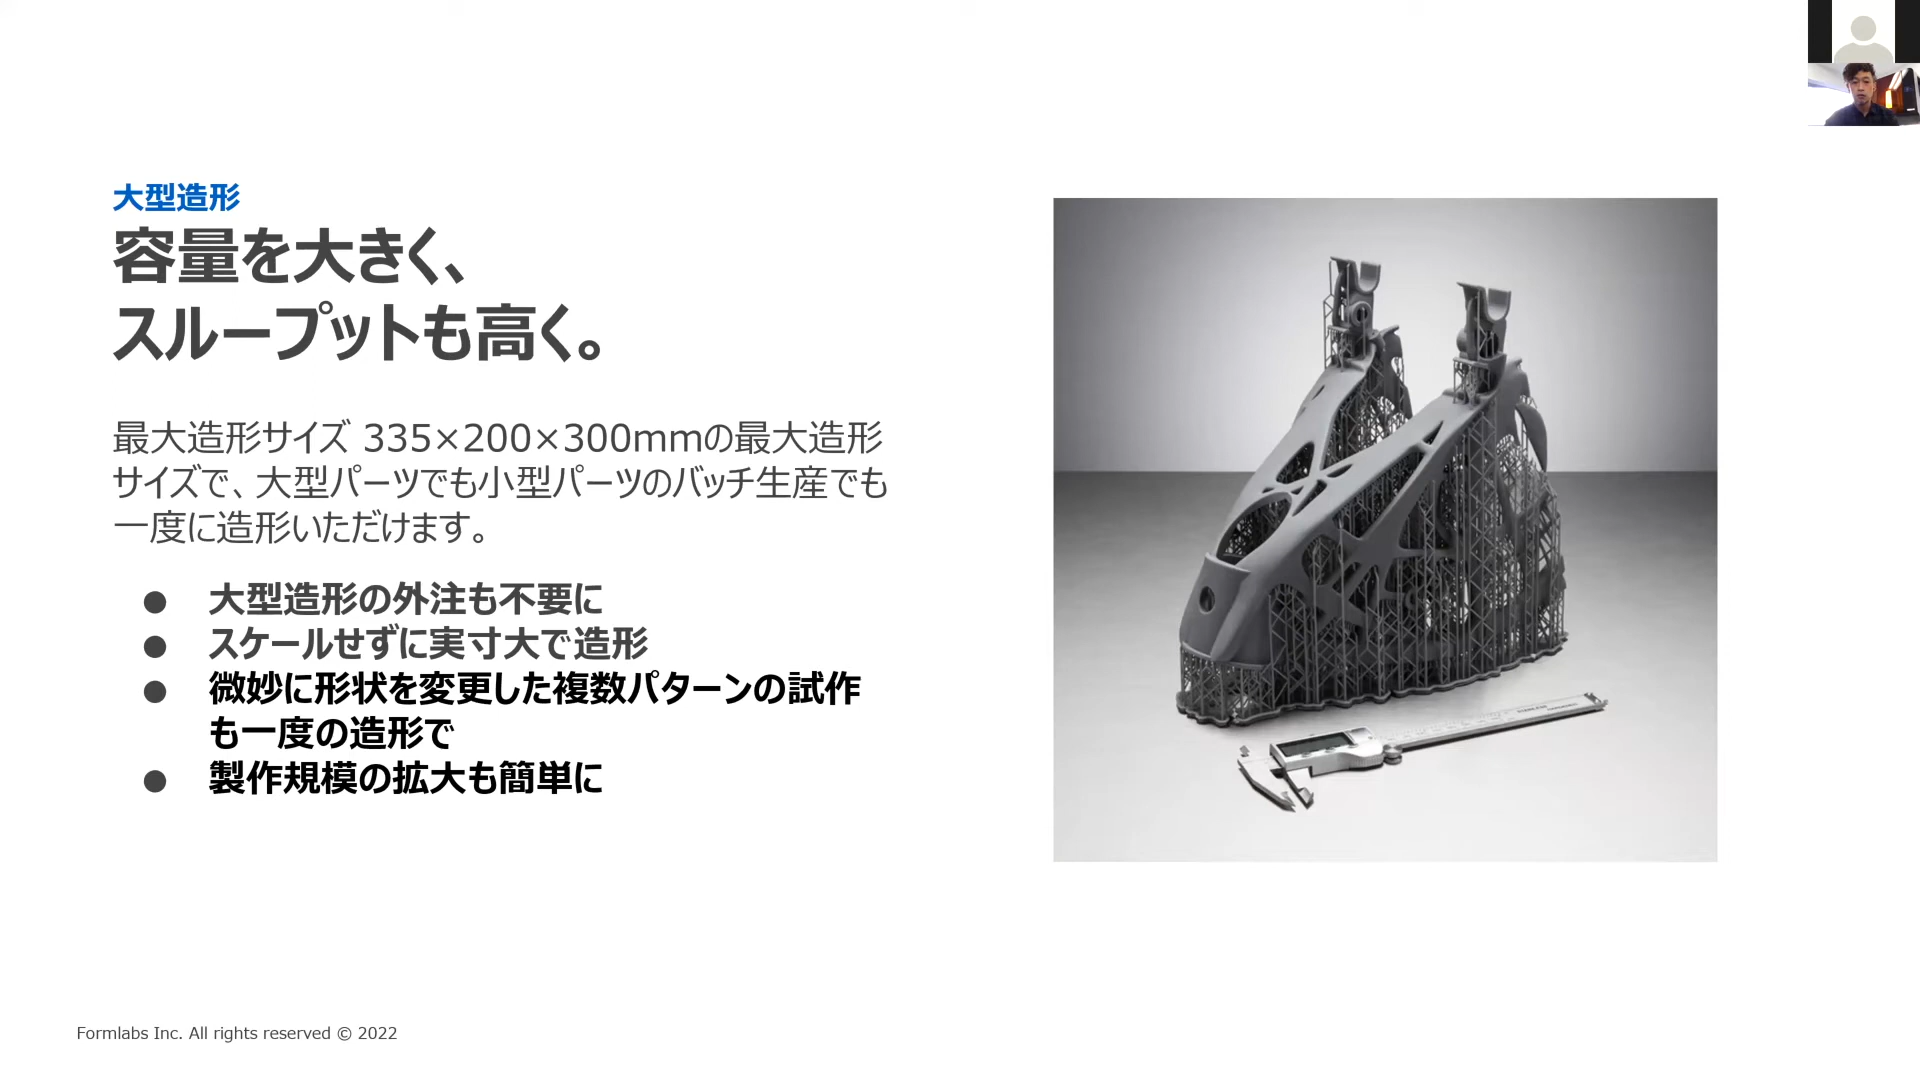 大型造形
容量を大きく、
スループットも高く。
最大造形サイズ 335×200×300mmの最大造形
サイズで、大型パーツでも小型パーツのバッチ生産でも
一度に造形いただけます。
● 大型造形の外注も不要に
● スケールせずに実寸大で造形
● 微妙に形状を変更した複数パターンの試作
も一度の造形で
● 製作規模の拡大も簡単に
Formlabs Inc. All rights reserved © 2022